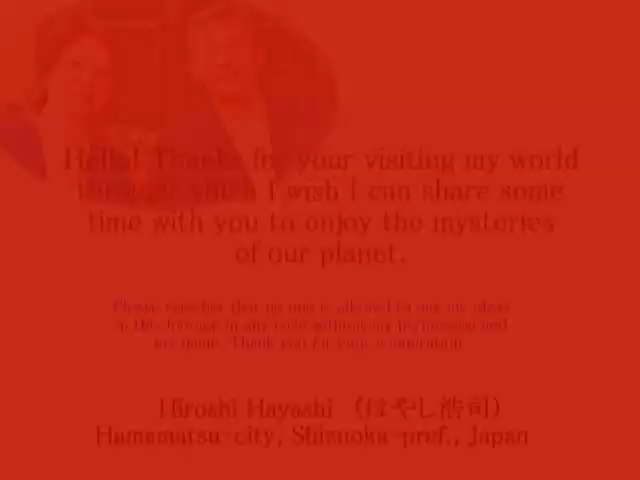 Hello! Thanks for your visiting my world
through which I wish I can share some
time with you to enjoy the mysteries
of our planet.
Please remember that no one is allowed to use my ideas
in this footage in any form without my permission and
my name. Thank you for your cooperation.
Hiroshi Hayashi （はやし浩司）
Hamamatsu-city, Shizuoka-pref., Japan